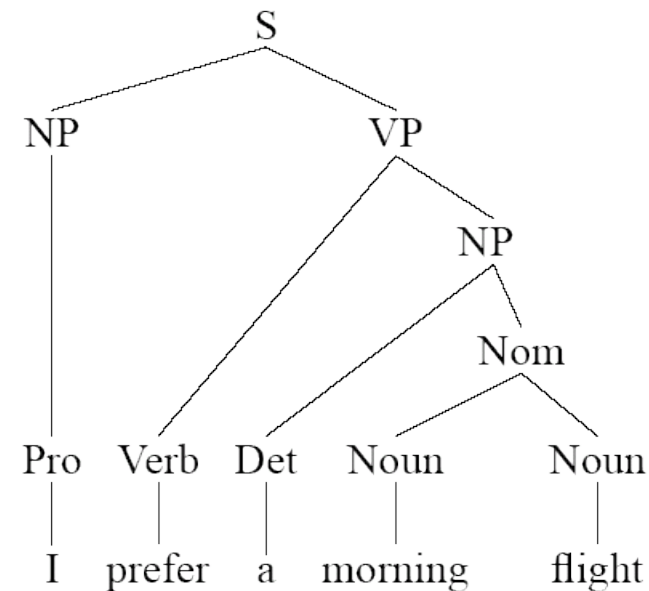 S
NP VP
NP
Nom
Pro Verb Det Noun Noun
I prefer a morning flight